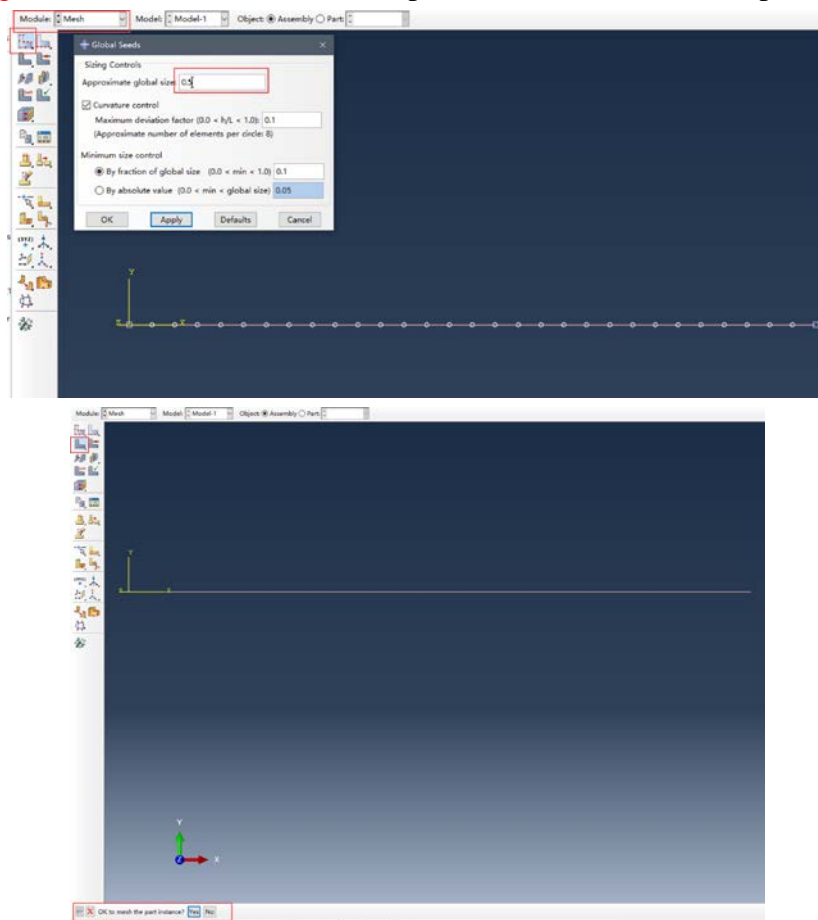 Module: Mesh Model: Model-1 Object: Assembly Part:
Global Seeds
Sizing Controls
Approximate global size: 0.5
Curvature control
Maximum deviation factor (0.0 < h/L < 1.0): 0.1
(Approximate number of elements per circle: 8)
Minimum size control
By fraction of global size (0.0 < min < 1.0) 0.1
By absolute value (0.0 < min < global size) 0.05
OK Apply Defaults Cancel
Y
X
Module: Mesh Model: Model-1 Object: Assembly Part:
Y
X
Y
Z X
OK to mesh the part instance? Yes No